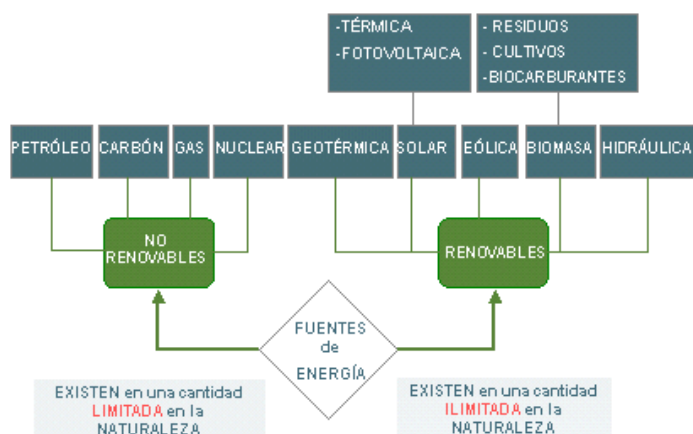 -TÉRMICA
-FOTOVOLTAICA
- RESIDUOS
- CULTIVOS
-BIOCARBURANTES
PETRÓLEO
CARBÓN
GAS
NUCLEAR
GEOTÉRMICA
SOLAR
EÓLICA
BIOMASA
HIDRÁULICA
NO
RENOVABLES
RENOVABLES
FUENTES
de
ENERGÍA
EXISTEN en una cantidad
LIMITADA en la
NATURALEZA
EXISTEN en una cantidad
ILIMITADA en la
NATURALEZA